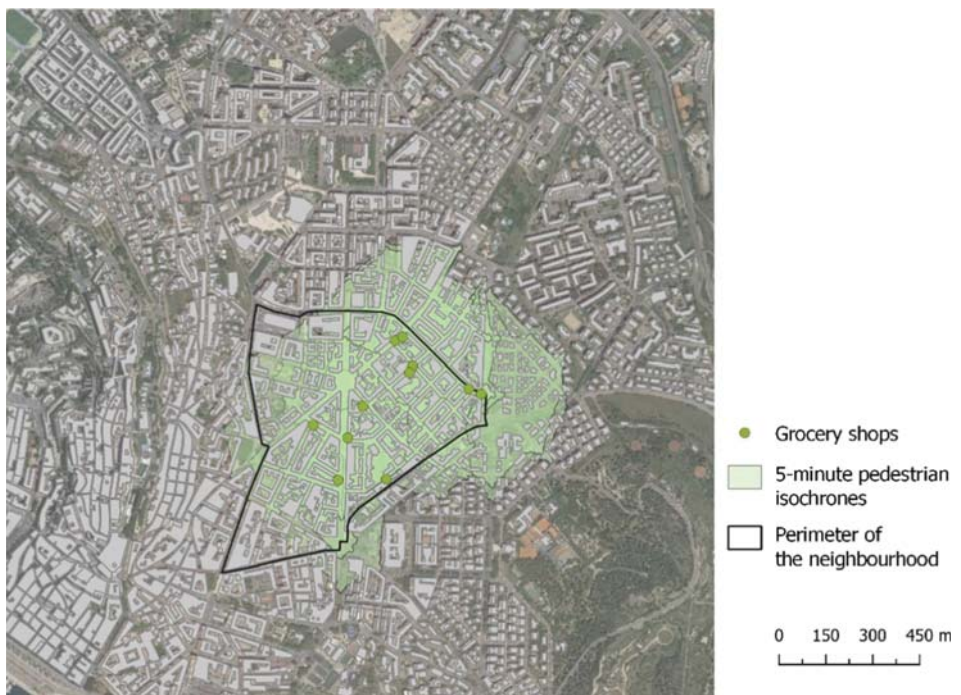 Grocery shops
5-minute pedestrian
isochrones
Perimeter of
the neighbourhood
0 150 300 450 m